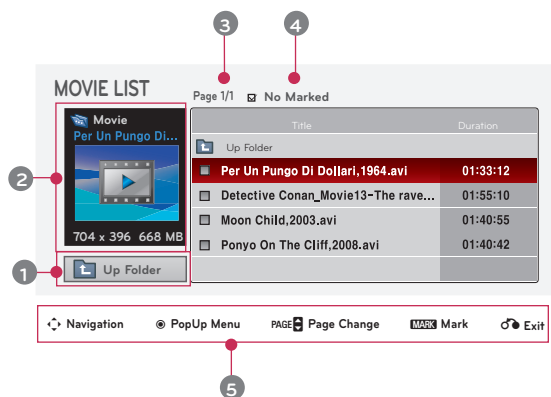 3
4
MOVIE LIST
Page 1/1 No Marked
Movie
Per Un Pungo Di...
704 x 396 668 MB
Up Folder
Title Duration
Up Folder
Per Un Pungo Di Dollari,1964.avi 01:33:12
Detective Conan_Movie13-The rave... 01:55:10
Moon Child,2003.avi 01:40:55
Ponyo On The Cliff,2008.avi 01:40:42
2
1
Navigation PopUp Menu PAGE Page Change MARK Mark Exit
5